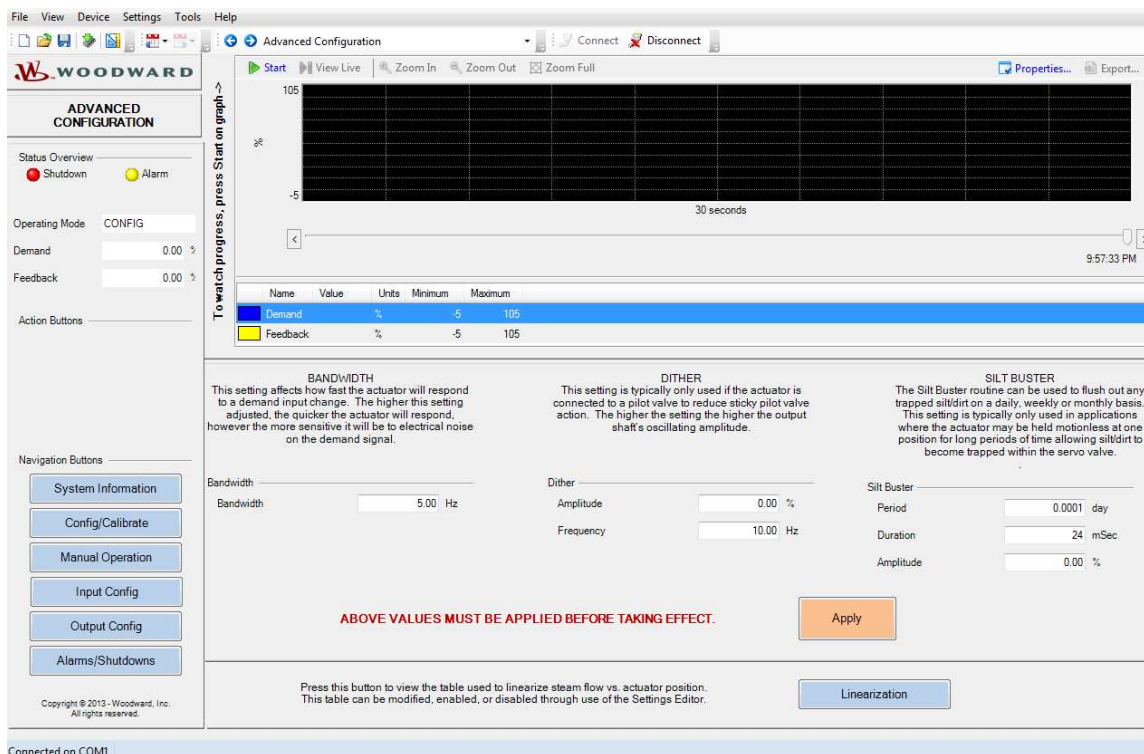 File View Device Settings Tools Help
Advanced Configuration Connect Disconnect
WOODWARD
ADVANCED
CONFIGURATION
Status Overview
Shutdown Alarm
Operating Mode CONFIG
Demand 0.00 %
Feedback 0.00 %
Action Buttons
Navigation Buttons
System Information
Config/Calibrate
Manual Operation
Input Config
Output Config
Alarms/Shutdowns
Copyright © 2013 - Woodward, Inc.
All rights reserved.
To watch progress, press Start on graph ->
Start View Live Zoom In Zoom Out Zoom Full Properties... Export...
105
%
-5
30 seconds
<
9:57:33 PM
Name Value Units Minimum Maximum
Demand % -5 105
Feedback % -5 105
BANDWIDTH
This setting affects how fast the actuator will respond
to a demand input change. The higher this setting
adjusted, the quicker the actuator will respond,
however the more sensitive it will be to electrical noise
on the demand signal.
DITHER
This setting is typically only used if the actuator is
connected to a pilot valve to reduce sticky pilot valve
action. The higher the setting the higher the output
shaft's oscillating amplitude.
SILT BUSTER
The Silt Buster routine can be used to flush out any
trapped silt/dirt on a daily, weekly or monthly basis.
This setting is typically only used in applications
where the actuator may be held motionless at one
position for long periods of time allowing silt/dirt to
become trapped within the servo valve.
Bandwidth
Bandwidth 5.00 Hz
Dither
Amplitude 0.00 %
Frequency 10.00 Hz
Silt Buster
Period 0.0001 day
Duration 24 mSec
Amplitude 0.00 %
ABOVE VALUES MUST BE APPLIED BEFORE TAKING EFFECT.
Apply
Press this button to view the table used to linearize steam flow vs. actuator position.
This table can be modified, enabled, or disabled through use of the Settings Editor.
Linearization
Connected on COM1